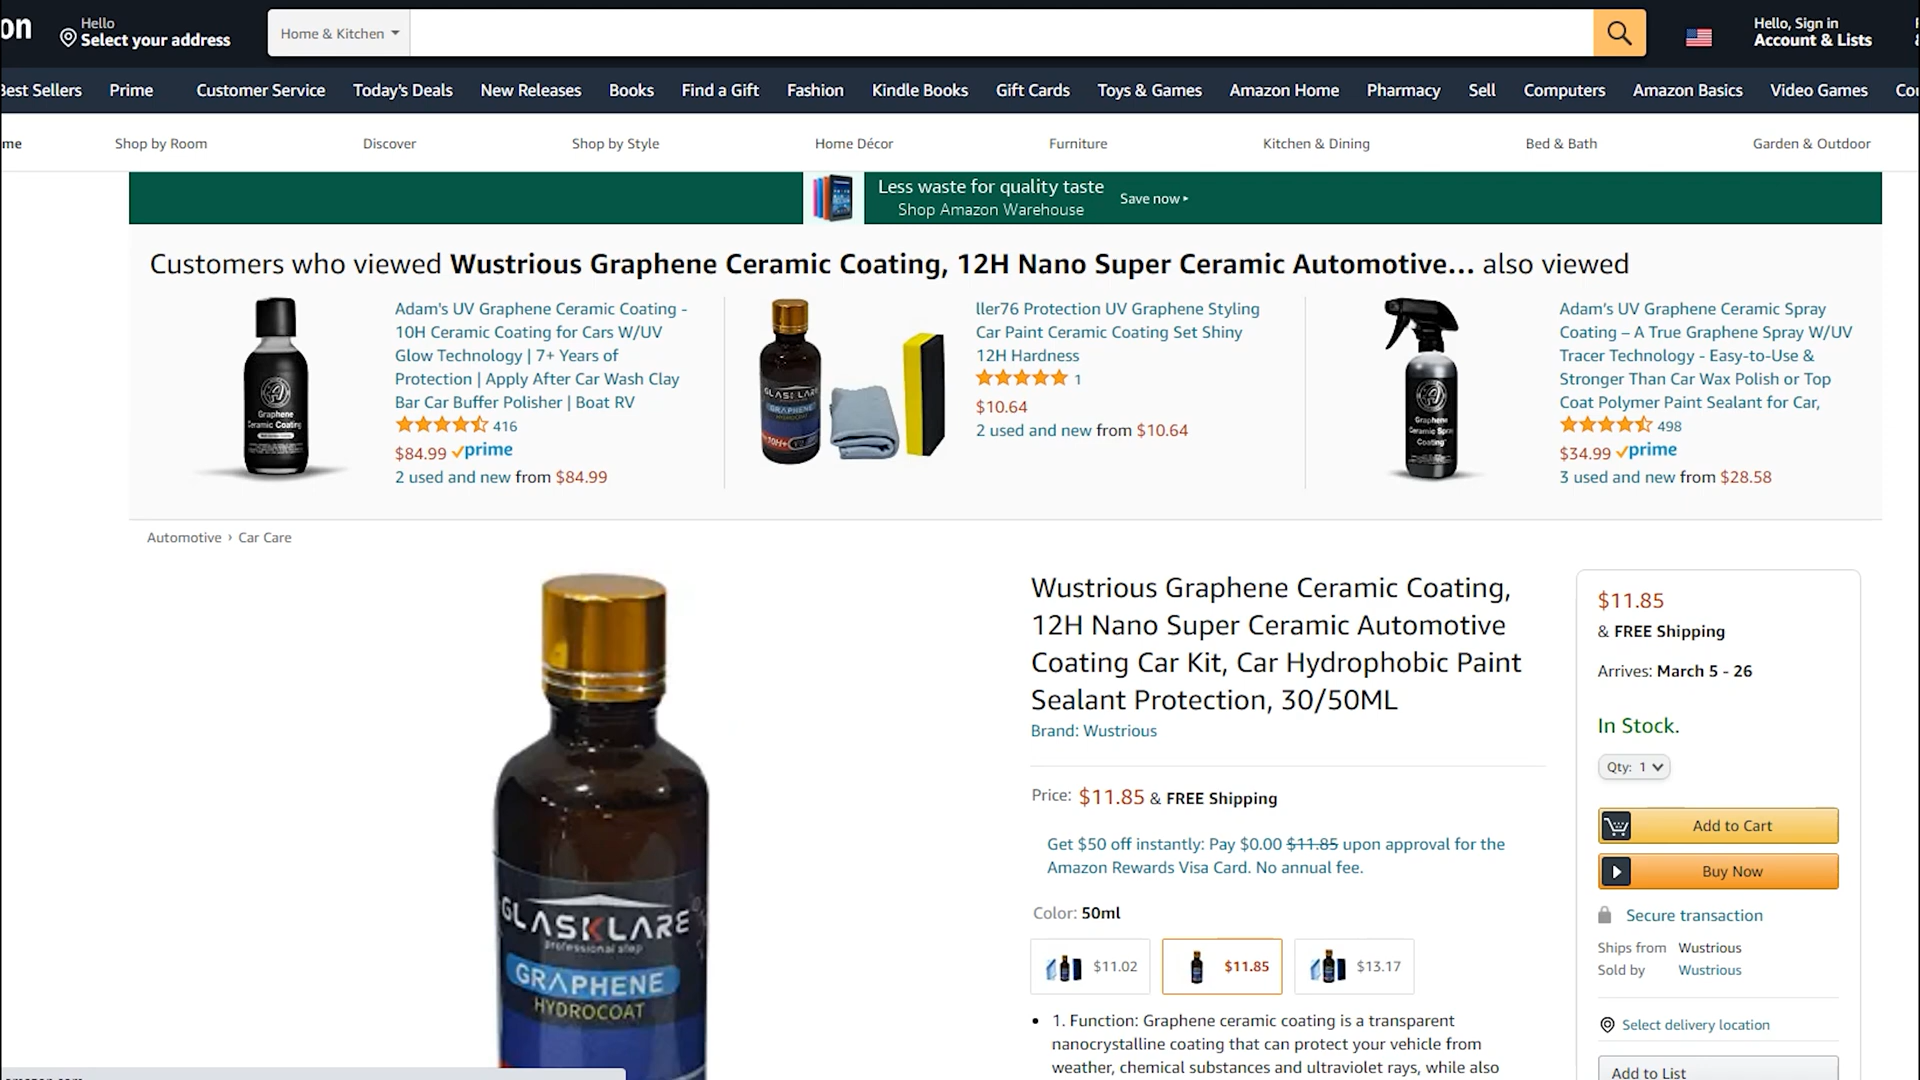 on
Hello
Select your address
Home & Kitchen
Hello, Sign in
Account & Lists
Best Sellers
Prime
Customer Service
Today's Deals
New Releases
Books
Find a Gift
Fashion
Kindle Books
Gift Cards
Toys & Games
Amazon Home
Pharmacy
Sell
Computers
Amazon Basics
Video Games
me
Shop by Room
Discover
Shop by Style
Home Décor
Furniture
Kitchen & Dining
Bed & Bath
Garden & Outdoor
Less waste for quality taste
Shop Amazon Warehouse
Save now
Customers who viewed Wustrious Graphene Ceramic Coating, 12H Nano Super Ceramic Automotive... also viewed
Graphene
Ceramic Coating
Adam's UV Graphene Ceramic Coating -
10H Ceramic Coating for Cars W/UV
Glow Technology | 7+ Years of
Protection | Apply After Car Wash Clay
Bar Car Buffer Polisher | Boat RV
416
$84.99 prime
2 used and new from $84.99
GLASKLARE
GRAPHENE
ller76 Protection UV Graphene Styling
Car Paint Ceramic Coating Set Shiny
12H Hardness
1
$10.64
2 used and new from $10.64
Graphene
Ceramic Spray
Coating
Adam's UV Graphene Ceramic Spray
Coating – A True Graphene Spray W/UV
Tracer Technology - Easy-to-Use &
Stronger Than Car Wax Polish or Top
Coat Polymer Paint Sealant for Car,
498
$34.99 prime
3 used and new from $28.58
Automotive › Car Care
GLASKLARE
professional step
GRAPHENE
HYDROCOAT
Wustrious Graphene Ceramic Coating,
12H Nano Super Ceramic Automotive
Coating Car Kit, Car Hydrophobic Paint
Sealant Protection, 30/50ML
Brand: Wustrious
Price: $11.85 & FREE Shipping
Get $50 off instantly: Pay $0.00 $11.85 upon approval for the
Amazon Rewards Visa Card. No annual fee.
Color: 50ml
$11.02
$11.85
$13.17
• 1. Function: Graphene ceramic coating is a transparent
nanocrystalline coating that can protect your vehicle from
weather, chemical substances and ultraviolet rays, while also
$11.85
& FREE Shipping
Arrives: March 5 - 26
In Stock.
Qty: 1
Add to Cart
Buy Now
Secure transaction
Ships from Wustrious
Sold by Wustrious
Select delivery location
Add to List